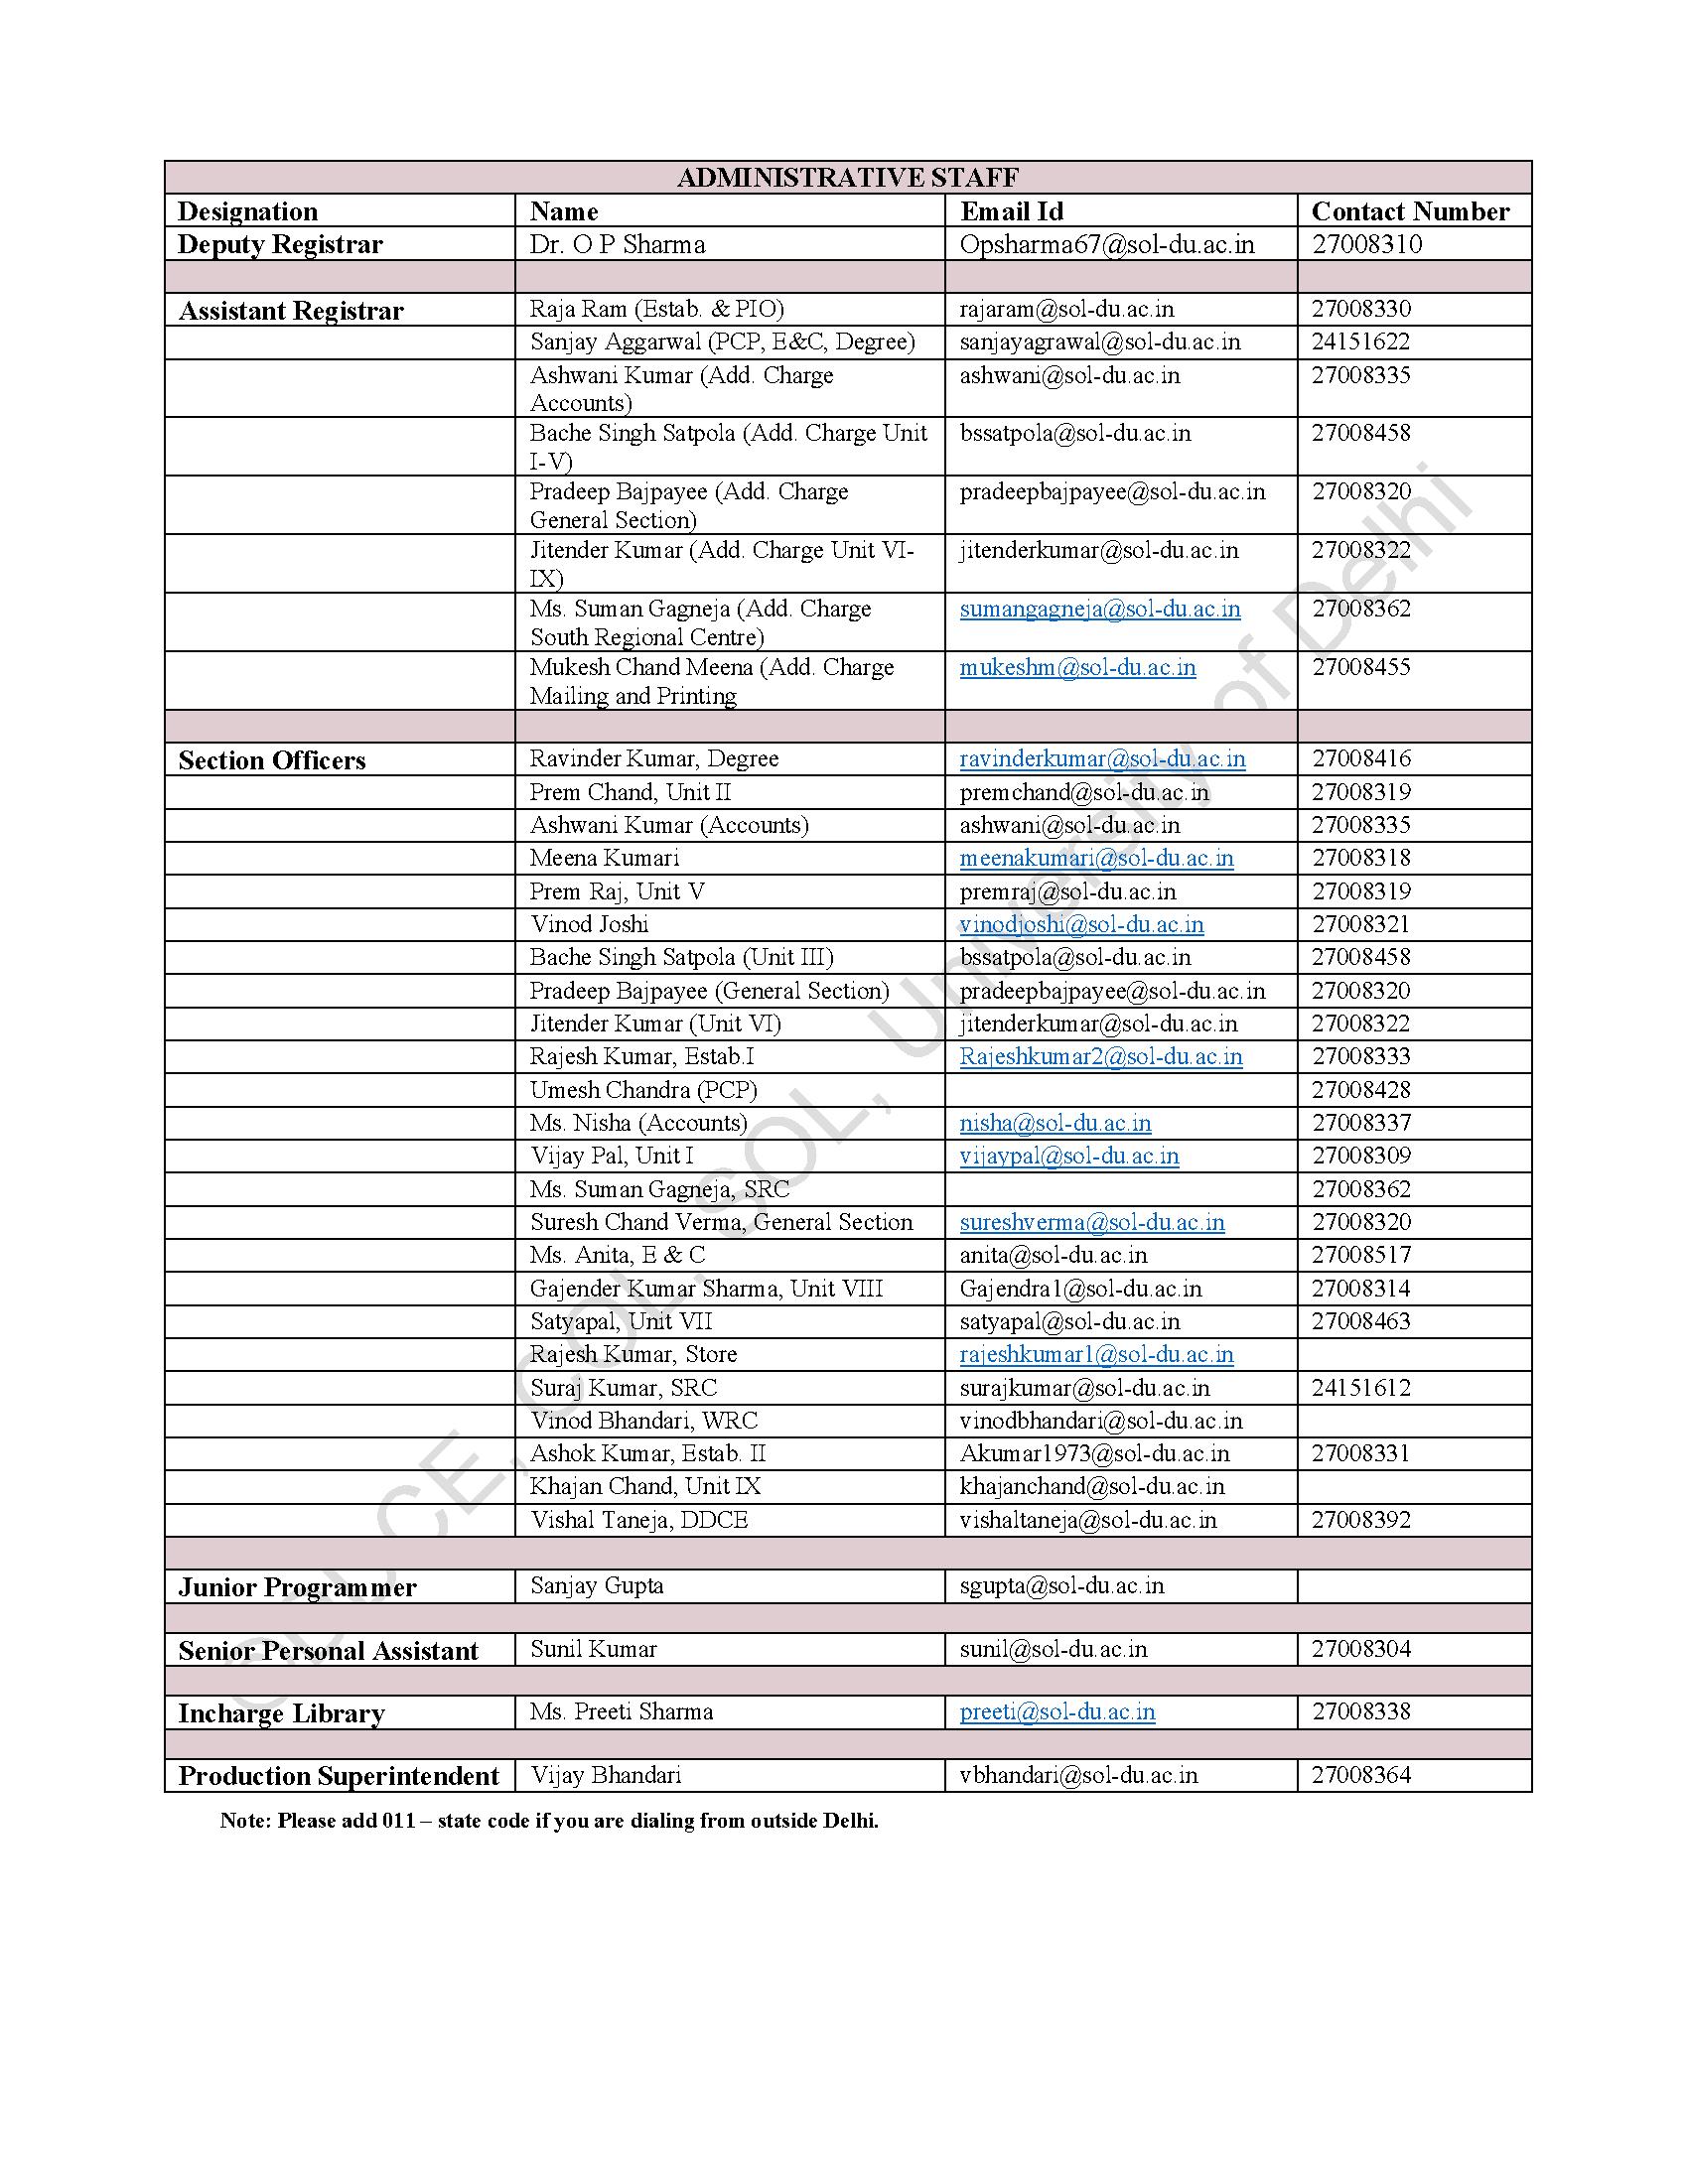 ADMINISTRATIVE STAFF
Designation Name Email Id Contact Number
Deputy Registrar Dr. O P Sharma Opsharma67@sol-du.ac.in 27008310
Assistant Registrar Raja Ram (Estab. & PIO) rajaram@sol-du.ac.in 27008330
Sanjay Aggarwal (PCP, E&C, Degree) sanjayagrawal@sol-du.ac.in 24151622
Ashwani Kumar (Add. Charge ashwani@sol-du.ac.in 27008335
Accounts)
Bache Singh Satpola (Add. Charge Unit bssatpola@sol-du.ac.in 27008458
I-V)
Pradeep Bajpayee (Add. Charge pradeepbajpayee@sol-du.ac.in 27008320
General Section)
Jitender Kumar (Add. Charge Unit VI- jitenderkumar@sol-du.ac.in 27008322
IX)
Ms. Suman Gagneja (Add. Charge sumangagneja@sol-du.ac.in 27008362
South Regional Centre)
Mukesh Chand Meena (Add. Charge mukeshm@sol-du.ac.in 27008455
Mailing and Printing
Section Officers Ravinder Kumar, Degree ravinderkumar@sol-du.ac.in 27008416
Prem Chand, Unit II premchand@sol-du.ac.in 27008319
Ashwani Kumar (Accounts) ashwani@sol-du.ac.in 27008335
Meena Kumari meenakumari@sol-du.ac.in 27008318
Prem Raj, Unit V premraj@sol-du.ac.in 27008319
Vinod Joshi vinodjoshi@sol-du.ac.in 27008321
Bache Singh Satpola (Unit III) bssatpola@sol-du.ac.in 27008458
Pradeep Bajpayee (General Section) pradeepbajpayee@sol-du.ac.in 27008320
Jitender Kumar (Unit VI) jitenderkumar@sol-du.ac.in 27008322
Rajesh Kumar, Estab.I Rajeshkumar2@sol-du.ac.in 27008333
Umesh Chandra (PCP) 27008428
Ms. Nisha (Accounts) nisha@sol-du.ac.in 27008337
Vijay Pal, Unit I vijaypal@sol-du.ac.in 27008309
Ms. Suman Gagneja, SRC 27008362
Suresh Chand Verma, General Section sureshverma@sol-du.ac.in 27008320
Ms. Anita, E & C anita@sol-du.ac.in 27008517
Gajender Kumar Sharma, Unit VIII Gajendra1@sol-du.ac.in 27008314
Satyapal, Unit VII satyapal@sol-du.ac.in 27008463
Rajesh Kumar, Store rajeshkumar1@sol-du.ac.in
Suraj Kumar, SRC surajkumar@sol-du.ac.in 24151612
Vinod Bhandari, WRC vinodbhandari@sol-du.ac.in
Ashok Kumar, Estab. II Akumar1973@sol-du.ac.in 27008331
Khajan Chand, Unit IX khajanchand@sol-du.ac.in
Vishal Taneja, DDCE vishaltaneja@sol-du.ac.in 27008392
Junior Programmer Sanjay Gupta sgupta@sol-du.ac.in
Senior Personal Assistant Sunil Kumar sunil@sol-du.ac.in 27008304
Incharge Library Ms. Preeti Sharma preeti@sol-du.ac.in 27008338
Production Superintendent Vijay Bhandari vbhandari@sol-du.ac.in 27008364
Note: Please add 011 – state code if you are dialing from outside Delhi.
COL, SOL, University of Delhi